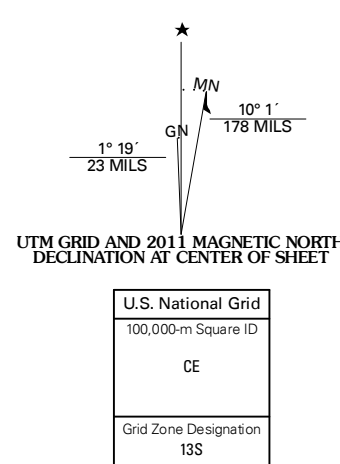 ★
MN
GN
10° 1´
178 MILS
1° 19´
23 MILS
UTM GRID AND 2011 MAGNETIC NORTH
DECLINATION AT CENTER OF SHEET
U.S. National Grid
100,000-m Square ID
CE
Grid Zone Designation
13S